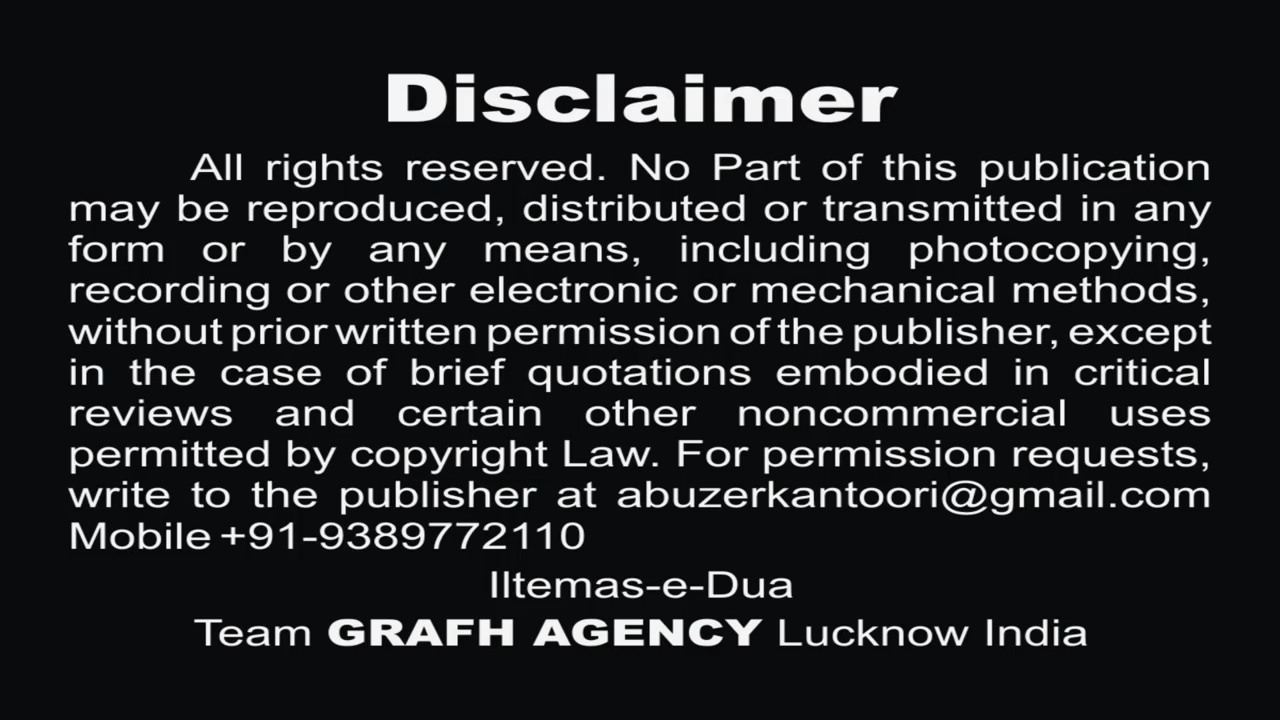 Disclaimer
All rights reserved. No Part of this publication
may be reproduced, distributed or transmitted in any
form or by any means, including photocopying,
recording or other electronic or mechanical methods,
without prior written permission of the publisher, except
in the case of brief quotations embodied in critical
reviews and certain other noncommercial uses
permitted by copyright Law. For permission requests,
write to the publisher at abuzerkantoori@gmail.com
Mobile +91-9389772110
IItemas-e-Dua
Team GRAFH AGENCY Lucknow India